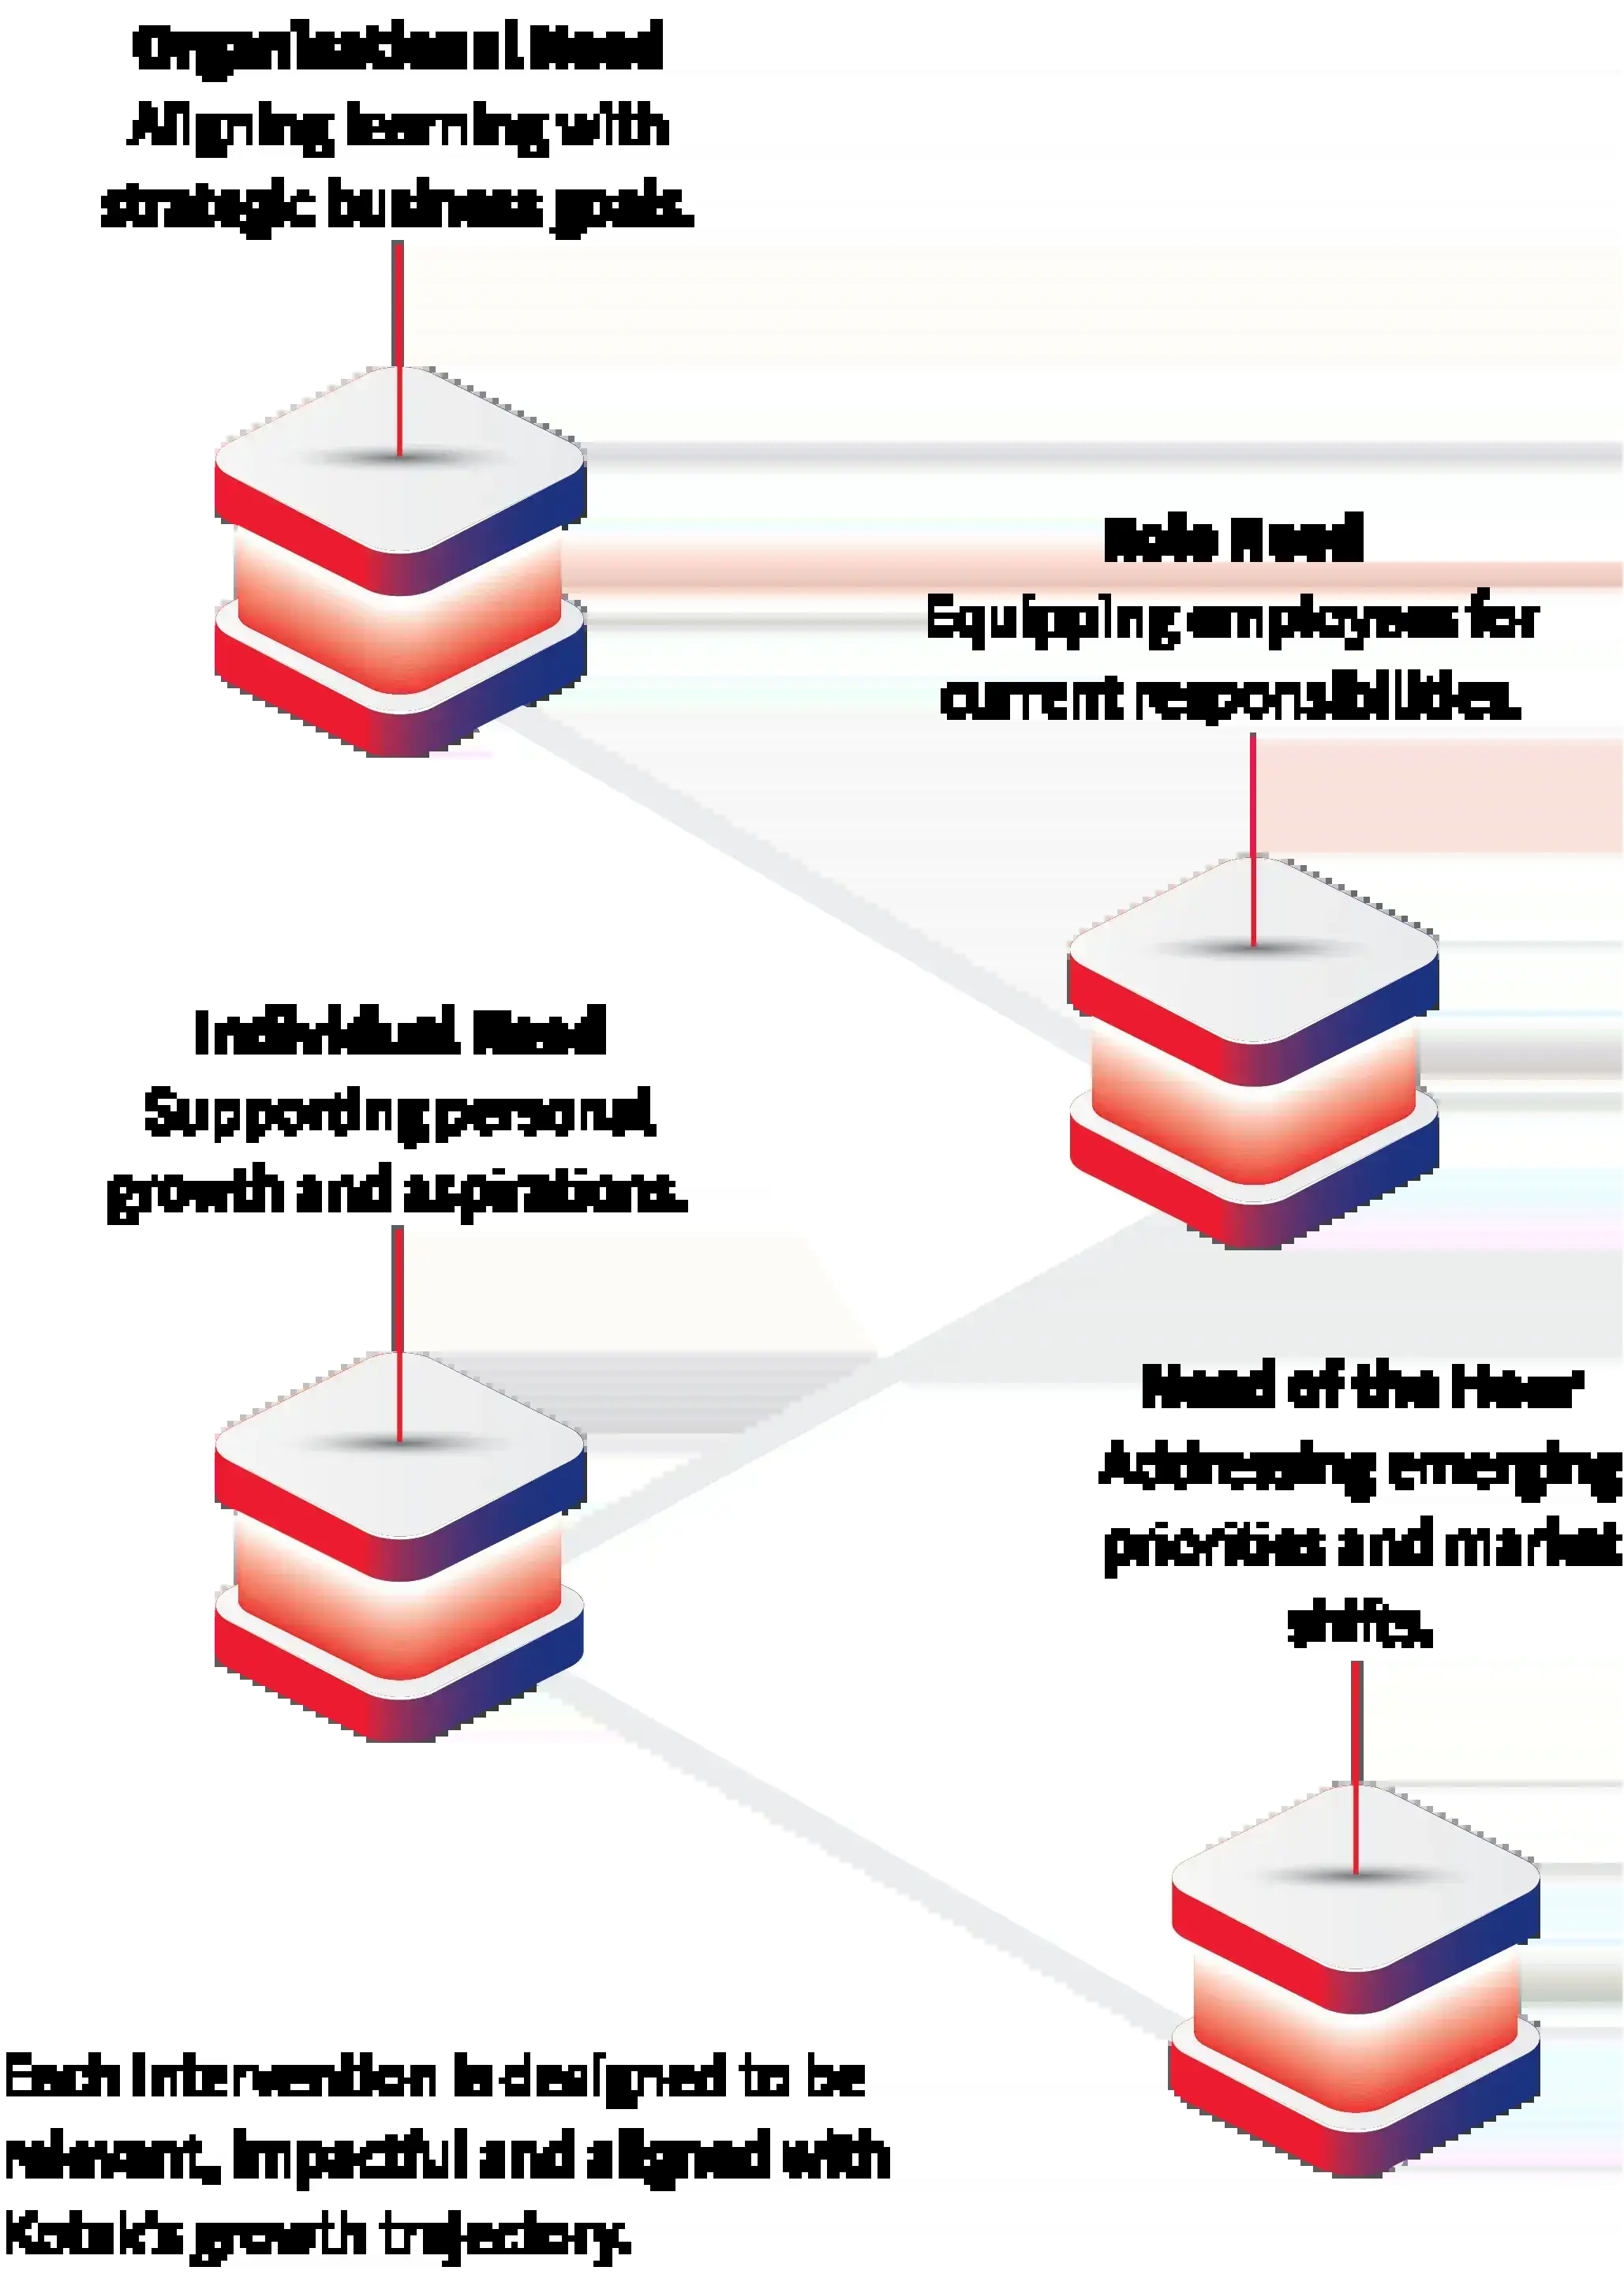 Organizational Need
Aligning learning with
strategic business goals.
Role Need
Equipping employees for
current responsibilities.
Individual Need
Supporting personal
growth and aspirations.
Need of the Hour
Addressing emerging
priorities and market
shifts.
Each intervention is designed to be
relevant, impactful and aligned with
Kotak's growth trajectory.